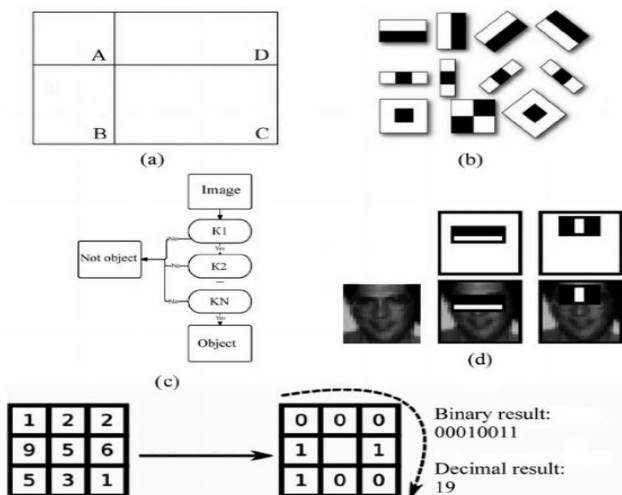 A D
B C
(a)
(b)
Image
K1
No
Yes
Not object
No
K2
...
No
KN
Yes
Object
(c)
(d)
1 2 2
9 5 6
5 3 1
0 0 0
1 1
1 0 0
Binary result:
00010011
Decimal result:
19